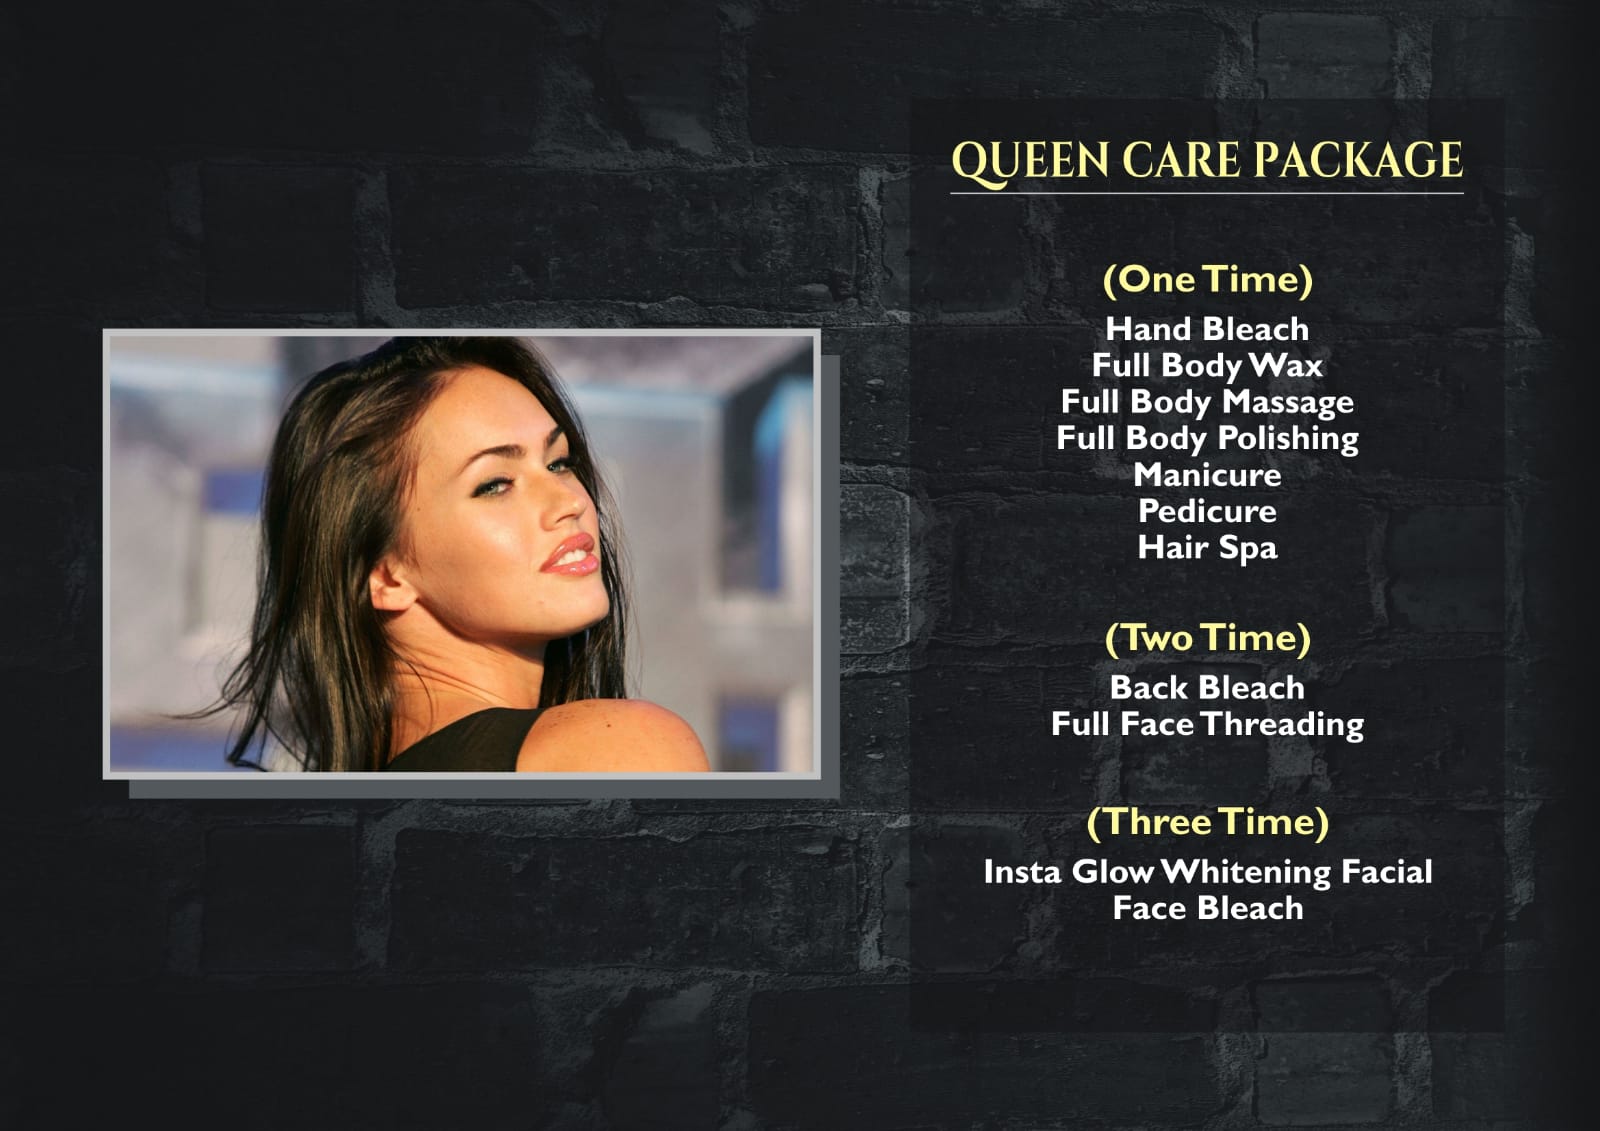 QUEEN CARE PACKAGE
(One Time)
Hand Bleach
Full Body Wax
Full Body Massage
Full Body Polishing
Manicure
Pedicure
Hair Spa
(Two Time)
Back Bleach
Full Face Threading
(Three Time)
Insta Glow Whitening Facial
Face Bleach